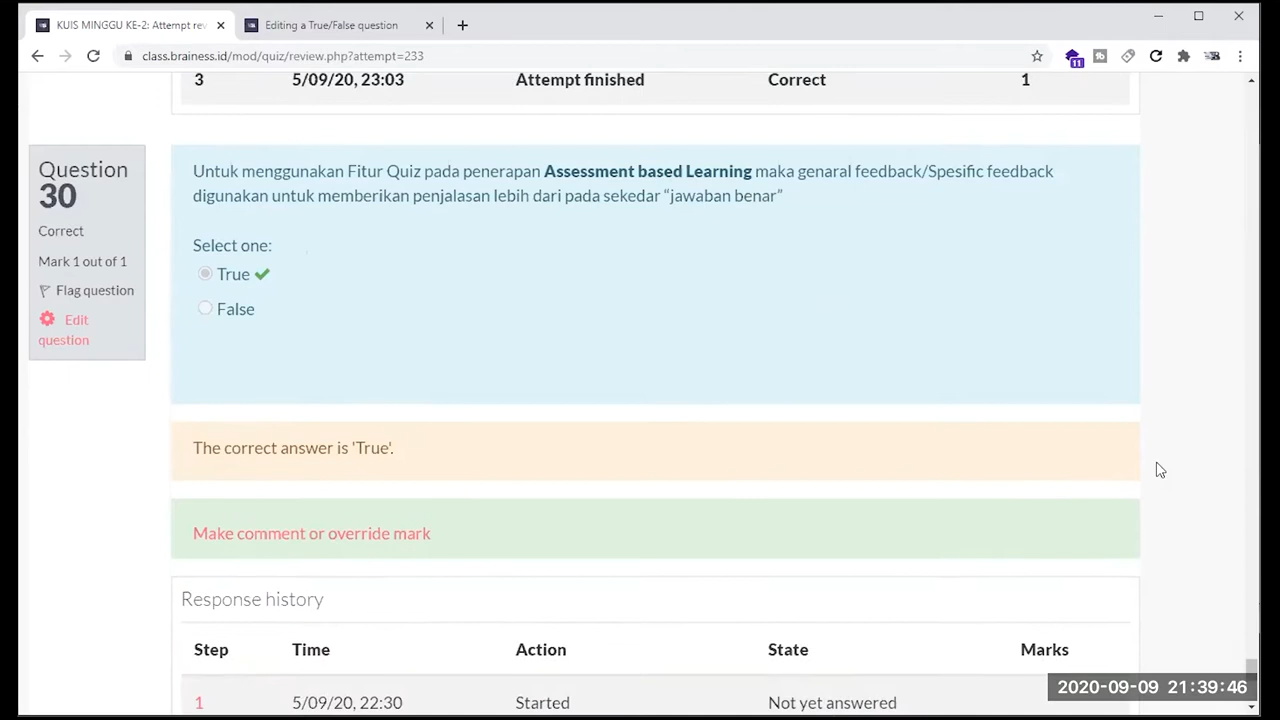 KUIS MINGGU KE-2: Attempt rev
Editing a True/False question
class.brainess.id/mod/quiz/review.php?attempt=233
11
3 5/09/20, 23:03 Attempt finished Correct 1
Question
30
Correct
Mark 1 out of 1
Flag question
Edit
question
Untuk menggunakan Fitur Quiz pada penerapan Assessment based Learning maka genaral feedback/Spesific feedback
digunakan untuk memberikan penjalasan lebih dari pada sekedar “jawaban benar”
Select one:
True
False
The correct answer is 'True'.
Make comment or override mark
Response history
Step Time Action State Marks
1 5/09/20, 22:30 Started Not yet answered
2020-09-09 21:39:46